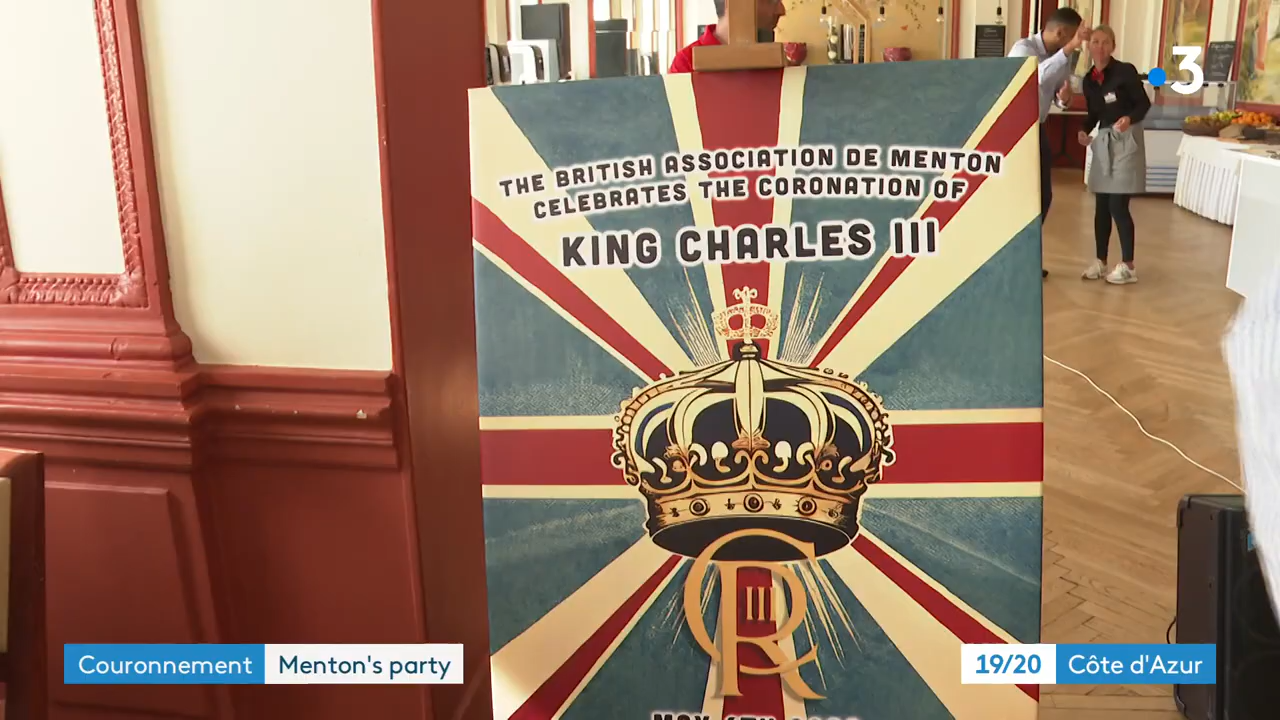 3
THE BRITISH ASSOCIATION DE MENTON
CELEBRATES THE CORONATION OF
KING CHARLES III
CR
III
Couronnement Menton's party
19/20 Côte d'Azur